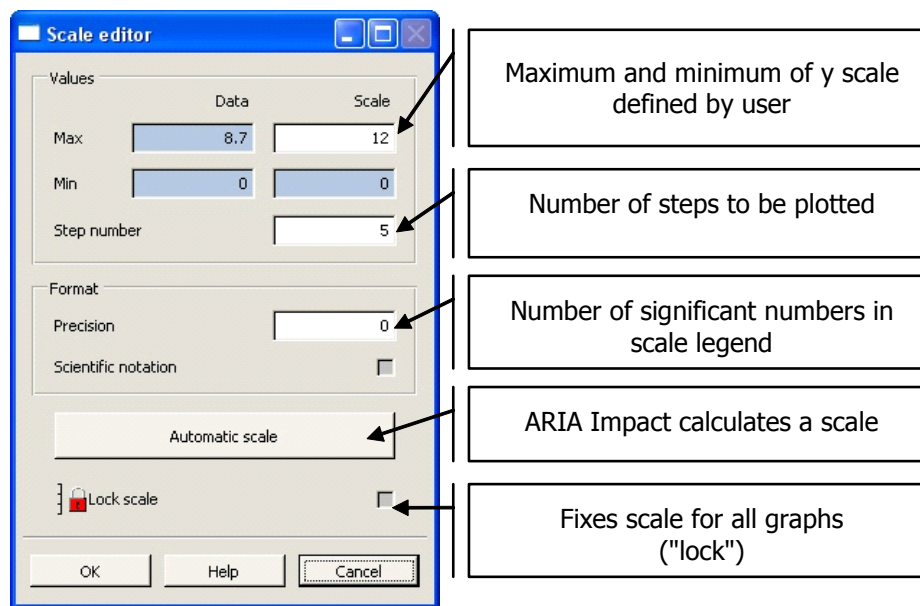 Scale editor
Values
Data Scale
Max 8.7 12
Min 0 0
Step number 5
Format
Precision 0
Scientific notation
Automatic scale
Lock scale
OK Help Cancel
Maximum and minimum of y scale
defined by user
Number of steps to be plotted
Number of significant numbers in
scale legend
ARIA Impact calculates a scale
Fixes scale for all graphs
("lock")